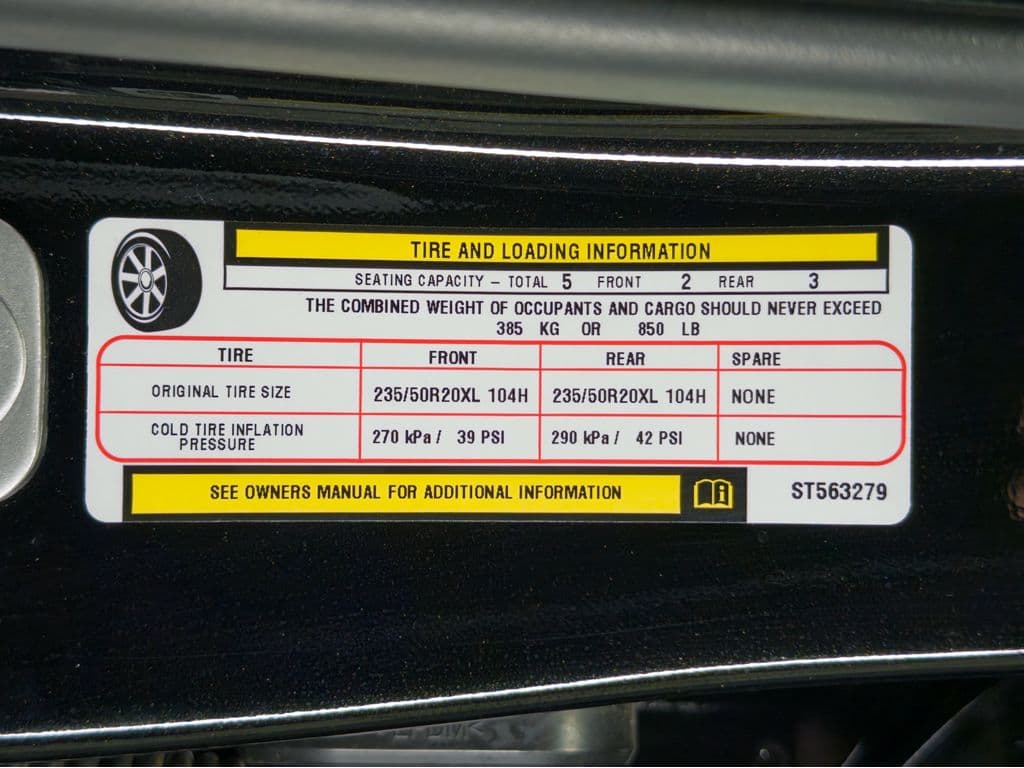 TIRE AND LOADING INFORMATION
SEATING CAPACITY – TOTAL 5 FRONT 2 REAR 3
THE COMBINED WEIGHT OF OCCUPANTS AND CARGO SHOULD NEVER EXCEED
385 KG OR 850 LB
TIRE FRONT REAR SPARE
ORIGINAL TIRE SIZE 235/50R20XL 104H 235/50R20XL 104H NONE
COLD TIRE INFLATION
PRESSURE 270 kPa / 39 PSI 290 kPa / 42 PSI NONE
SEE OWNERS MANUAL FOR ADDITIONAL INFORMATION
ST563279